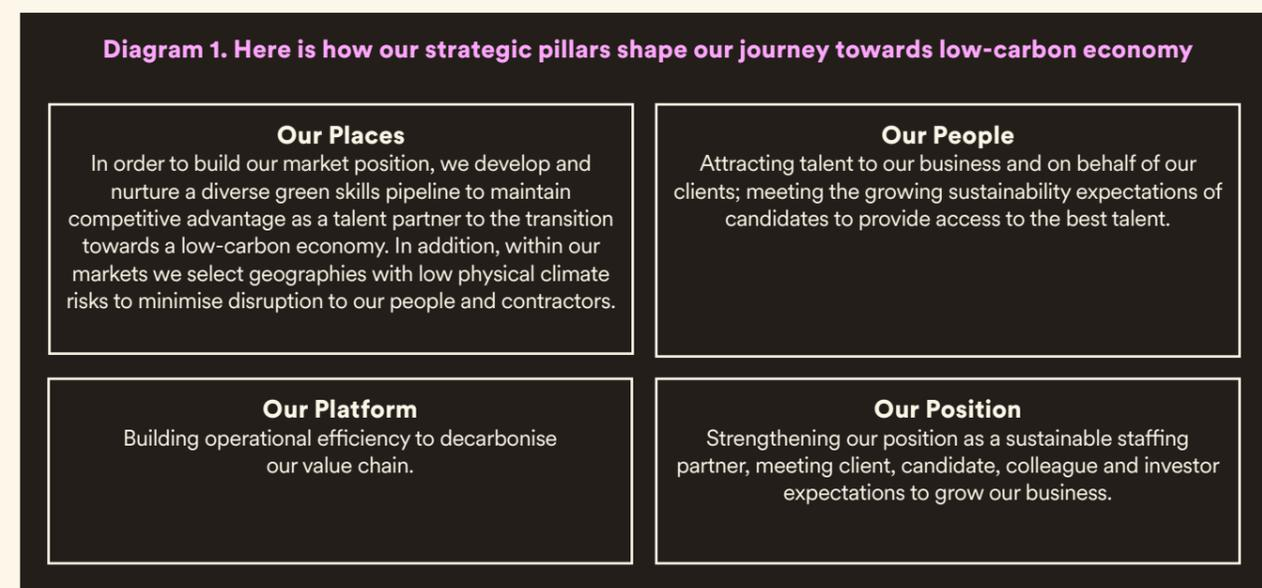 Diagram 1. Here is how our strategic pillars shape our journey towards low-carbon economy
Our Places
In order to build our market position, we develop and
nurture a diverse green skills pipeline to maintain
competitive advantage as a talent partner to the transition
towards a low-carbon economy. In addition, within our
markets we select geographies with low physical climate
risks to minimise disruption to our people and contractors.
Our People
Attracting talent to our business and on behalf of our
clients; meeting the growing sustainability expectations of
candidates to provide access to the best talent.
Our Platform
Building operational efficiency to decarbonise
our value chain.
Our Position
Strengthening our position as a sustainable staffing
partner, meeting client, candidate, colleague and investor
expectations to grow our business.